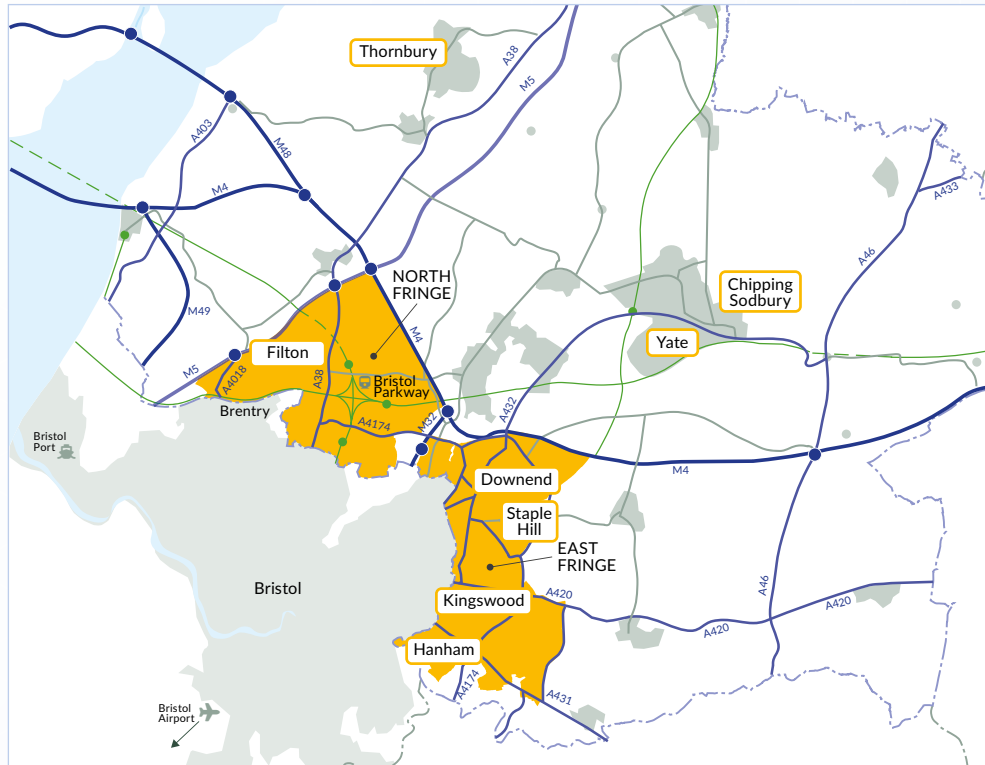 Thornbury
A38
M5
A403
M48
M4
A433
A46
NORTH
FRINGE
Chipping
Sodbury
M49
M4
Filton
Yate
M5
A4018
A38
Bristol
Parkway
Brentry
A432
M32
A4174
Bristol
Port
M4
Downend
Staple
Hill
EAST
FRINGE
A46
Bristol
Kingswood
A420
A420
A420
Hanham
A4174
A431
Bristol
Airport